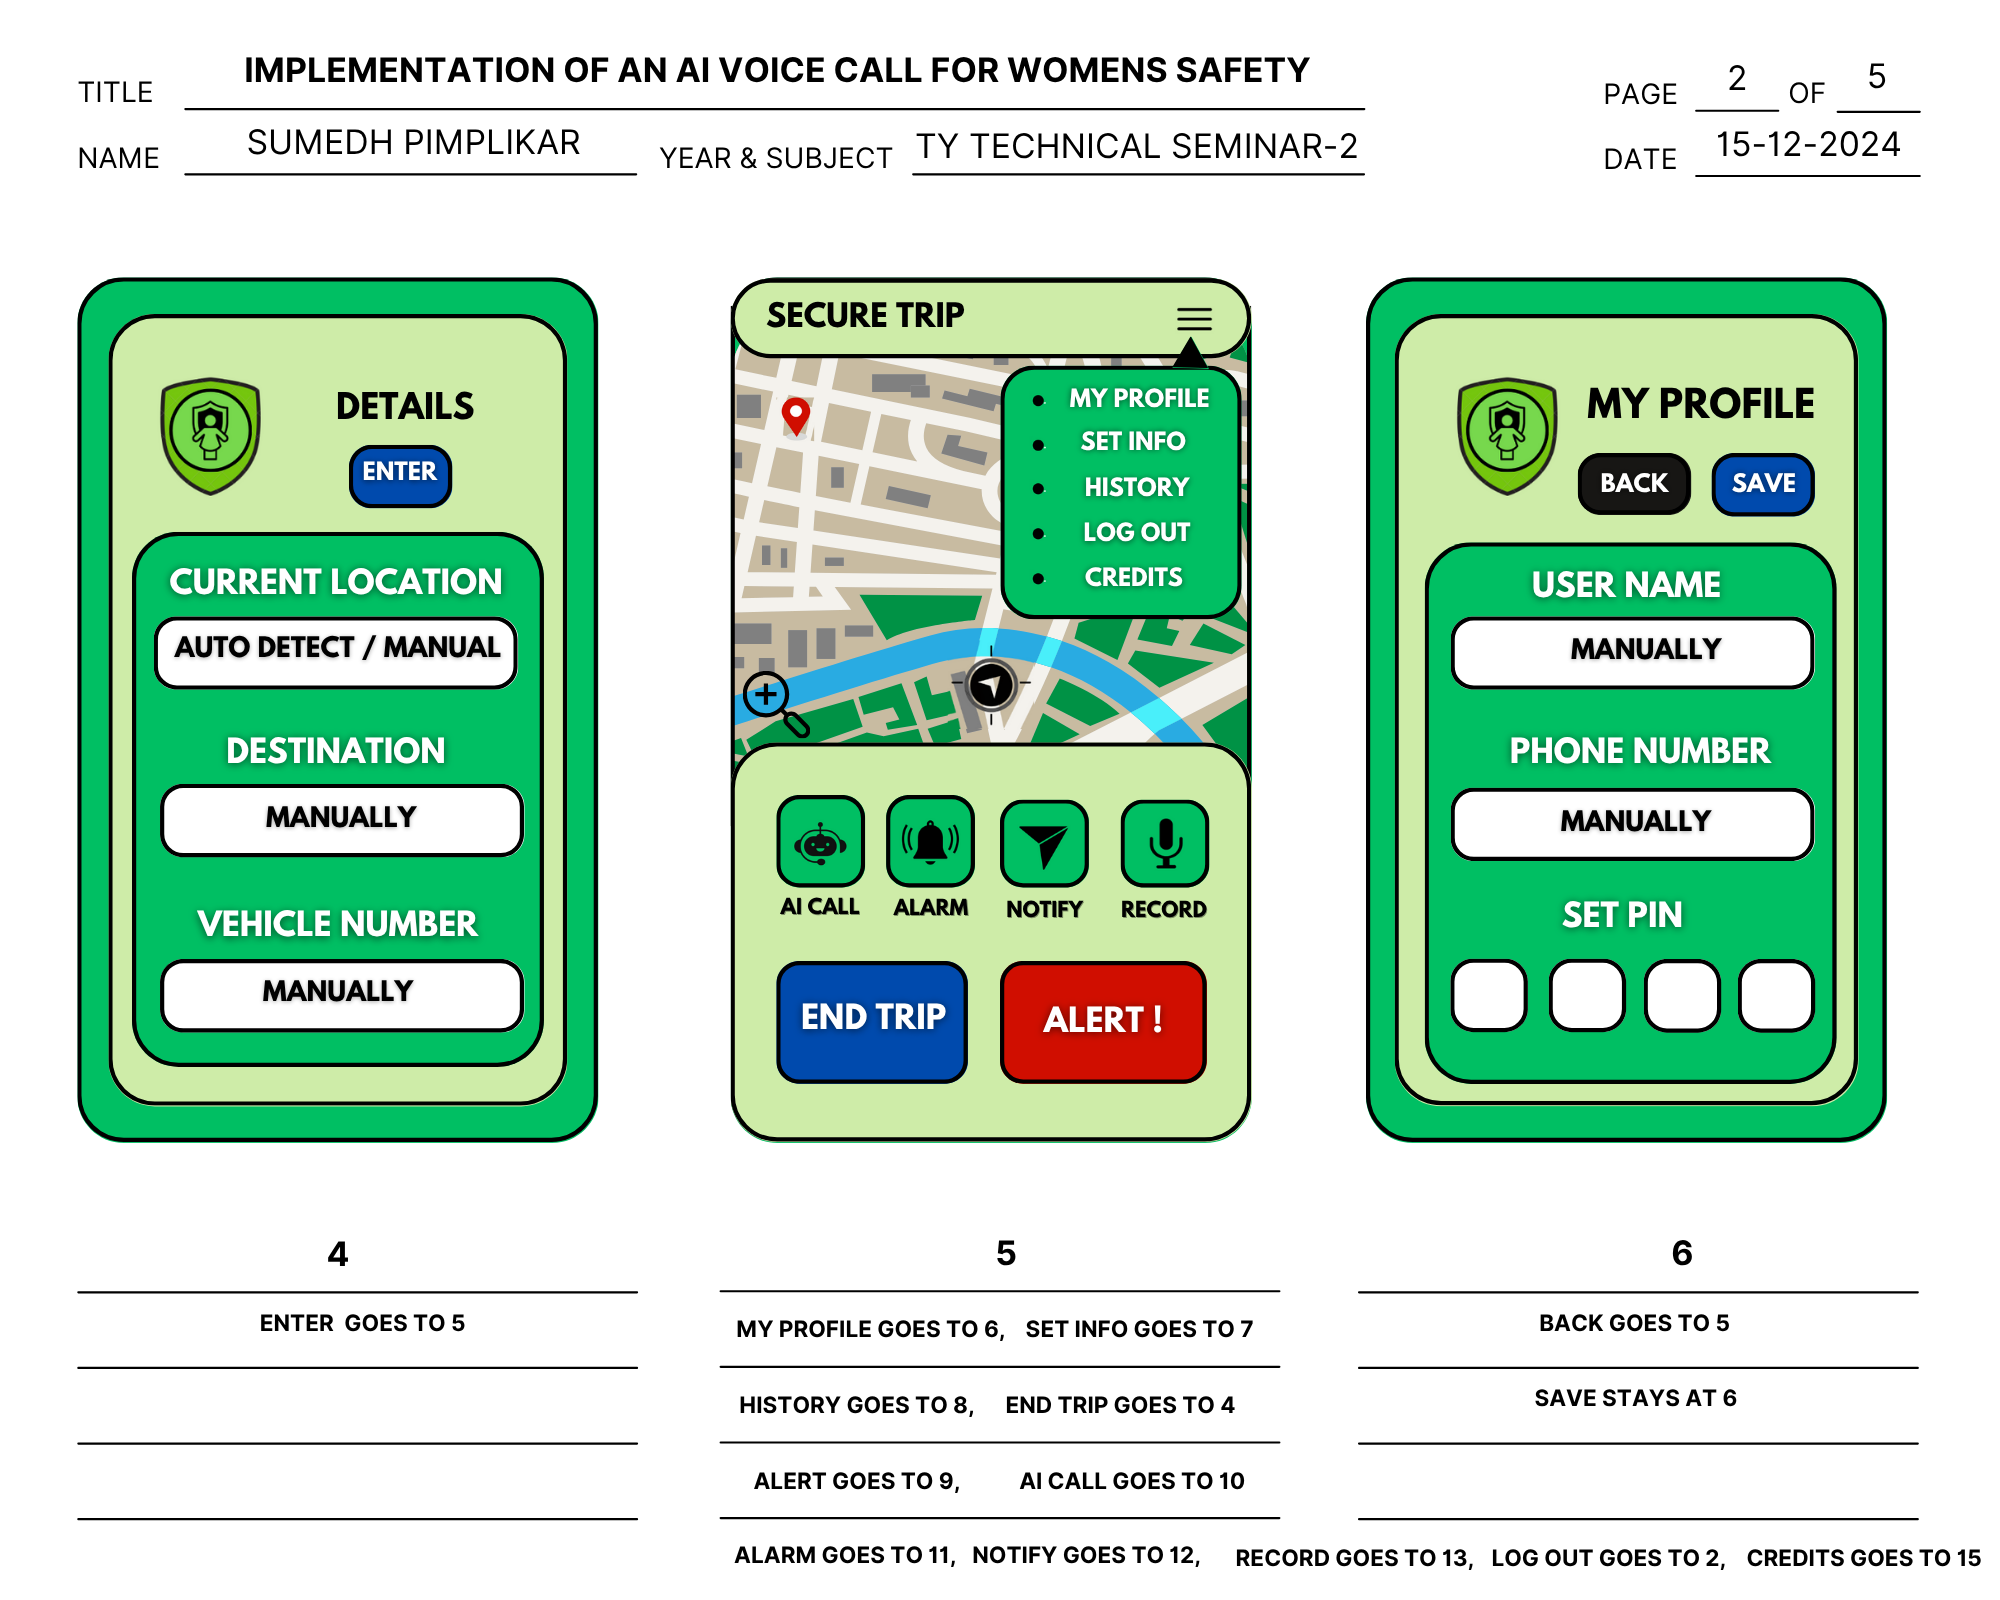 TITLE IMPLEMENTATION OF AN AI VOICE CALL FOR WOMENS SAFETY PAGE 2 OF 5
NAME SUMEDH PIMPLIKAR YEAR & SUBJECT TY TECHNICAL SEMINAR-2 DATE 15-12-2024
DETAILS
ENTER
CURRENT LOCATION
AUTO DETECT / MANUAL
DESTINATION
MANUALLY
VEHICLE NUMBER
MANUALLY
SECURE TRIP
MY PROFILE
SET INFO
HISTORY
LOG OUT
CREDITS
AI CALL ALARM NOTIFY RECORD
END TRIP ALERT !
MY PROFILE
BACK SAVE
USER NAME
MANUALLY
PHONE NUMBER
MANUALLY
SET PIN
4
ENTER GOES TO 5
5
MY PROFILE GOES TO 6, SET INFO GOES TO 7
HISTORY GOES TO 8, END TRIP GOES TO 4
ALERT GOES TO 9, AI CALL GOES TO 10
ALARM GOES TO 11, NOTIFY GOES TO 12, RECORD GOES TO 13, LOG OUT GOES TO 2, CREDITS GOES TO 15
6
BACK GOES TO 5
SAVE STAYS AT 6